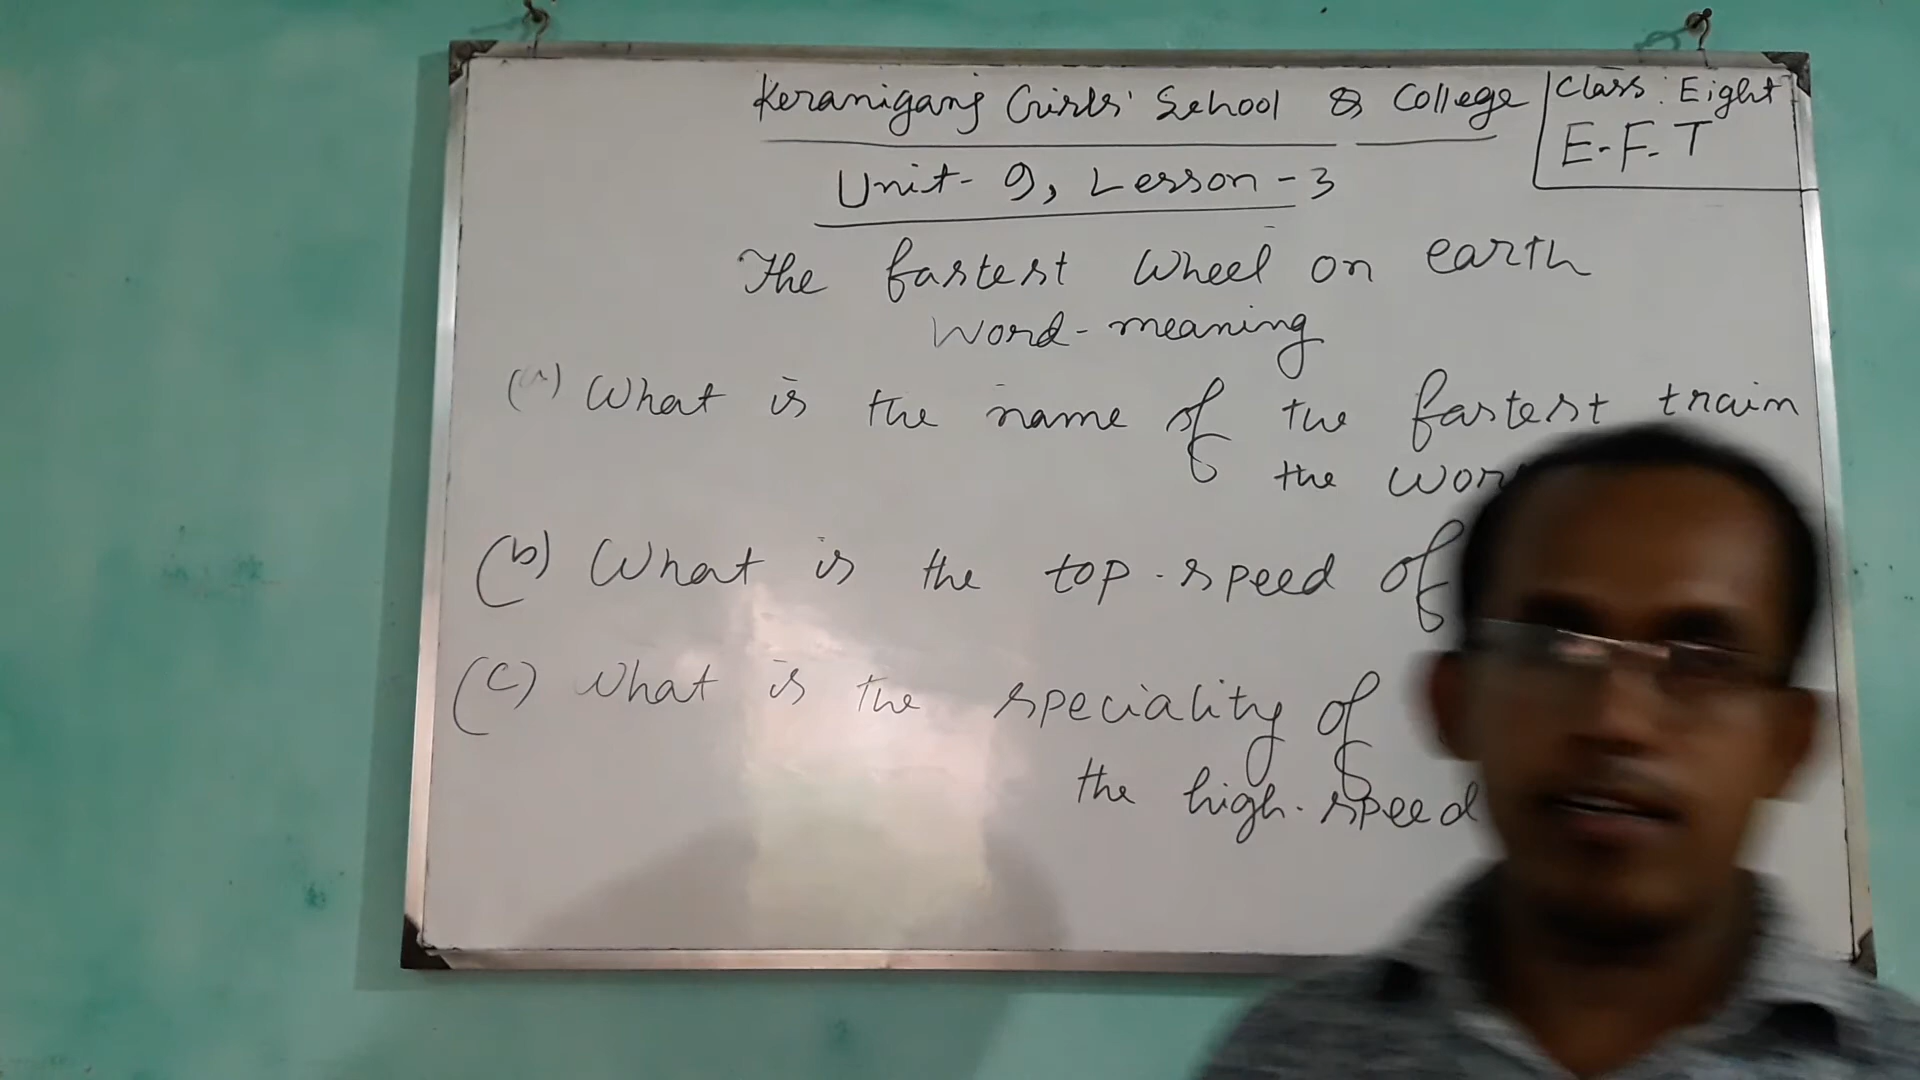 Keranigang Girls' School & College
Class : Eight
E.F.T
Unit- 9, Lesson -3
The fastest wheel on earth
Word-meaning
(a) What is the name of the fastest train
the
(b) What is the top-speed of
(c) What is the speciality of
the high-speed